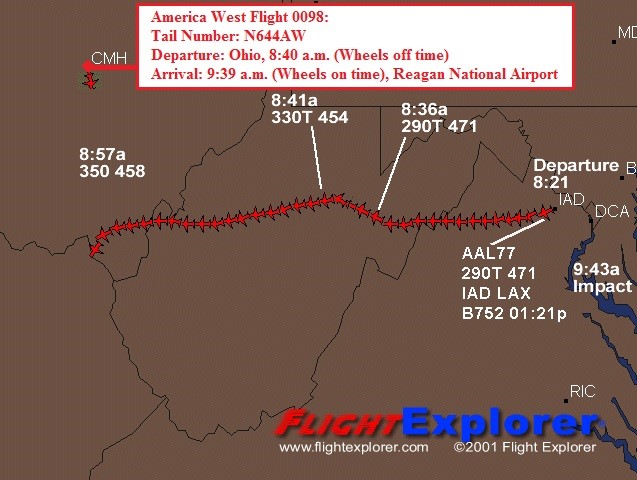 America West Flight 0098:
Tail Number: N644AW
Departure: Ohio, 8:40 a.m. (Wheels off time)
Arrival: 9:39 a.m. (Wheels on time), Reagan National Airport
MD
CMH
8:41a
330T 454
8:36a
290T 471
8:57a
350 458
Departure
8:21
B
IAD
DCA
AAL77
290T 471
IAD LAX
B752 01:21p
9:43a
Impact
RIC
FLIGHTExplorer
www.flightexplorer.com
©2001 Flight Explorer